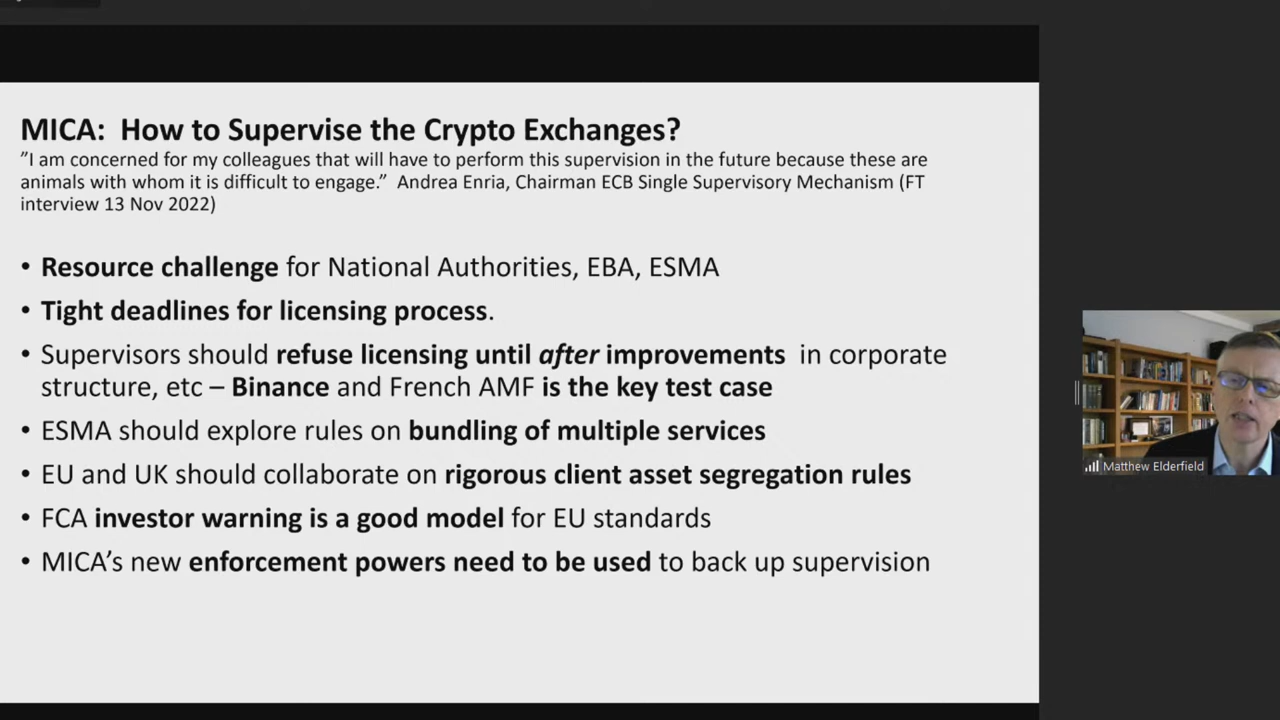 MICA:  How to Supervise the Crypto Exchanges?
”I am concerned for my colleagues that will have to perform this supervision in the future because these are
animals with whom it is difficult to engage.”  Andrea Enria, Chairman ECB Single Supervisory Mechanism (FT
interview 13 Nov 2022)
• Resource challenge for National Authorities, EBA, ESMA
• Tight deadlines for licensing process.
• Supervisors should refuse licensing until after improvements  in corporate
structure, etc – Binance and French AMF is the key test case
• ESMA should explore rules on bundling of multiple services
• EU and UK should collaborate on rigorous client asset segregation rules
• FCA investor warning is a good model for EU standards
• MICA’s new enforcement powers need to be used to back up supervision
Matthew Elderfield